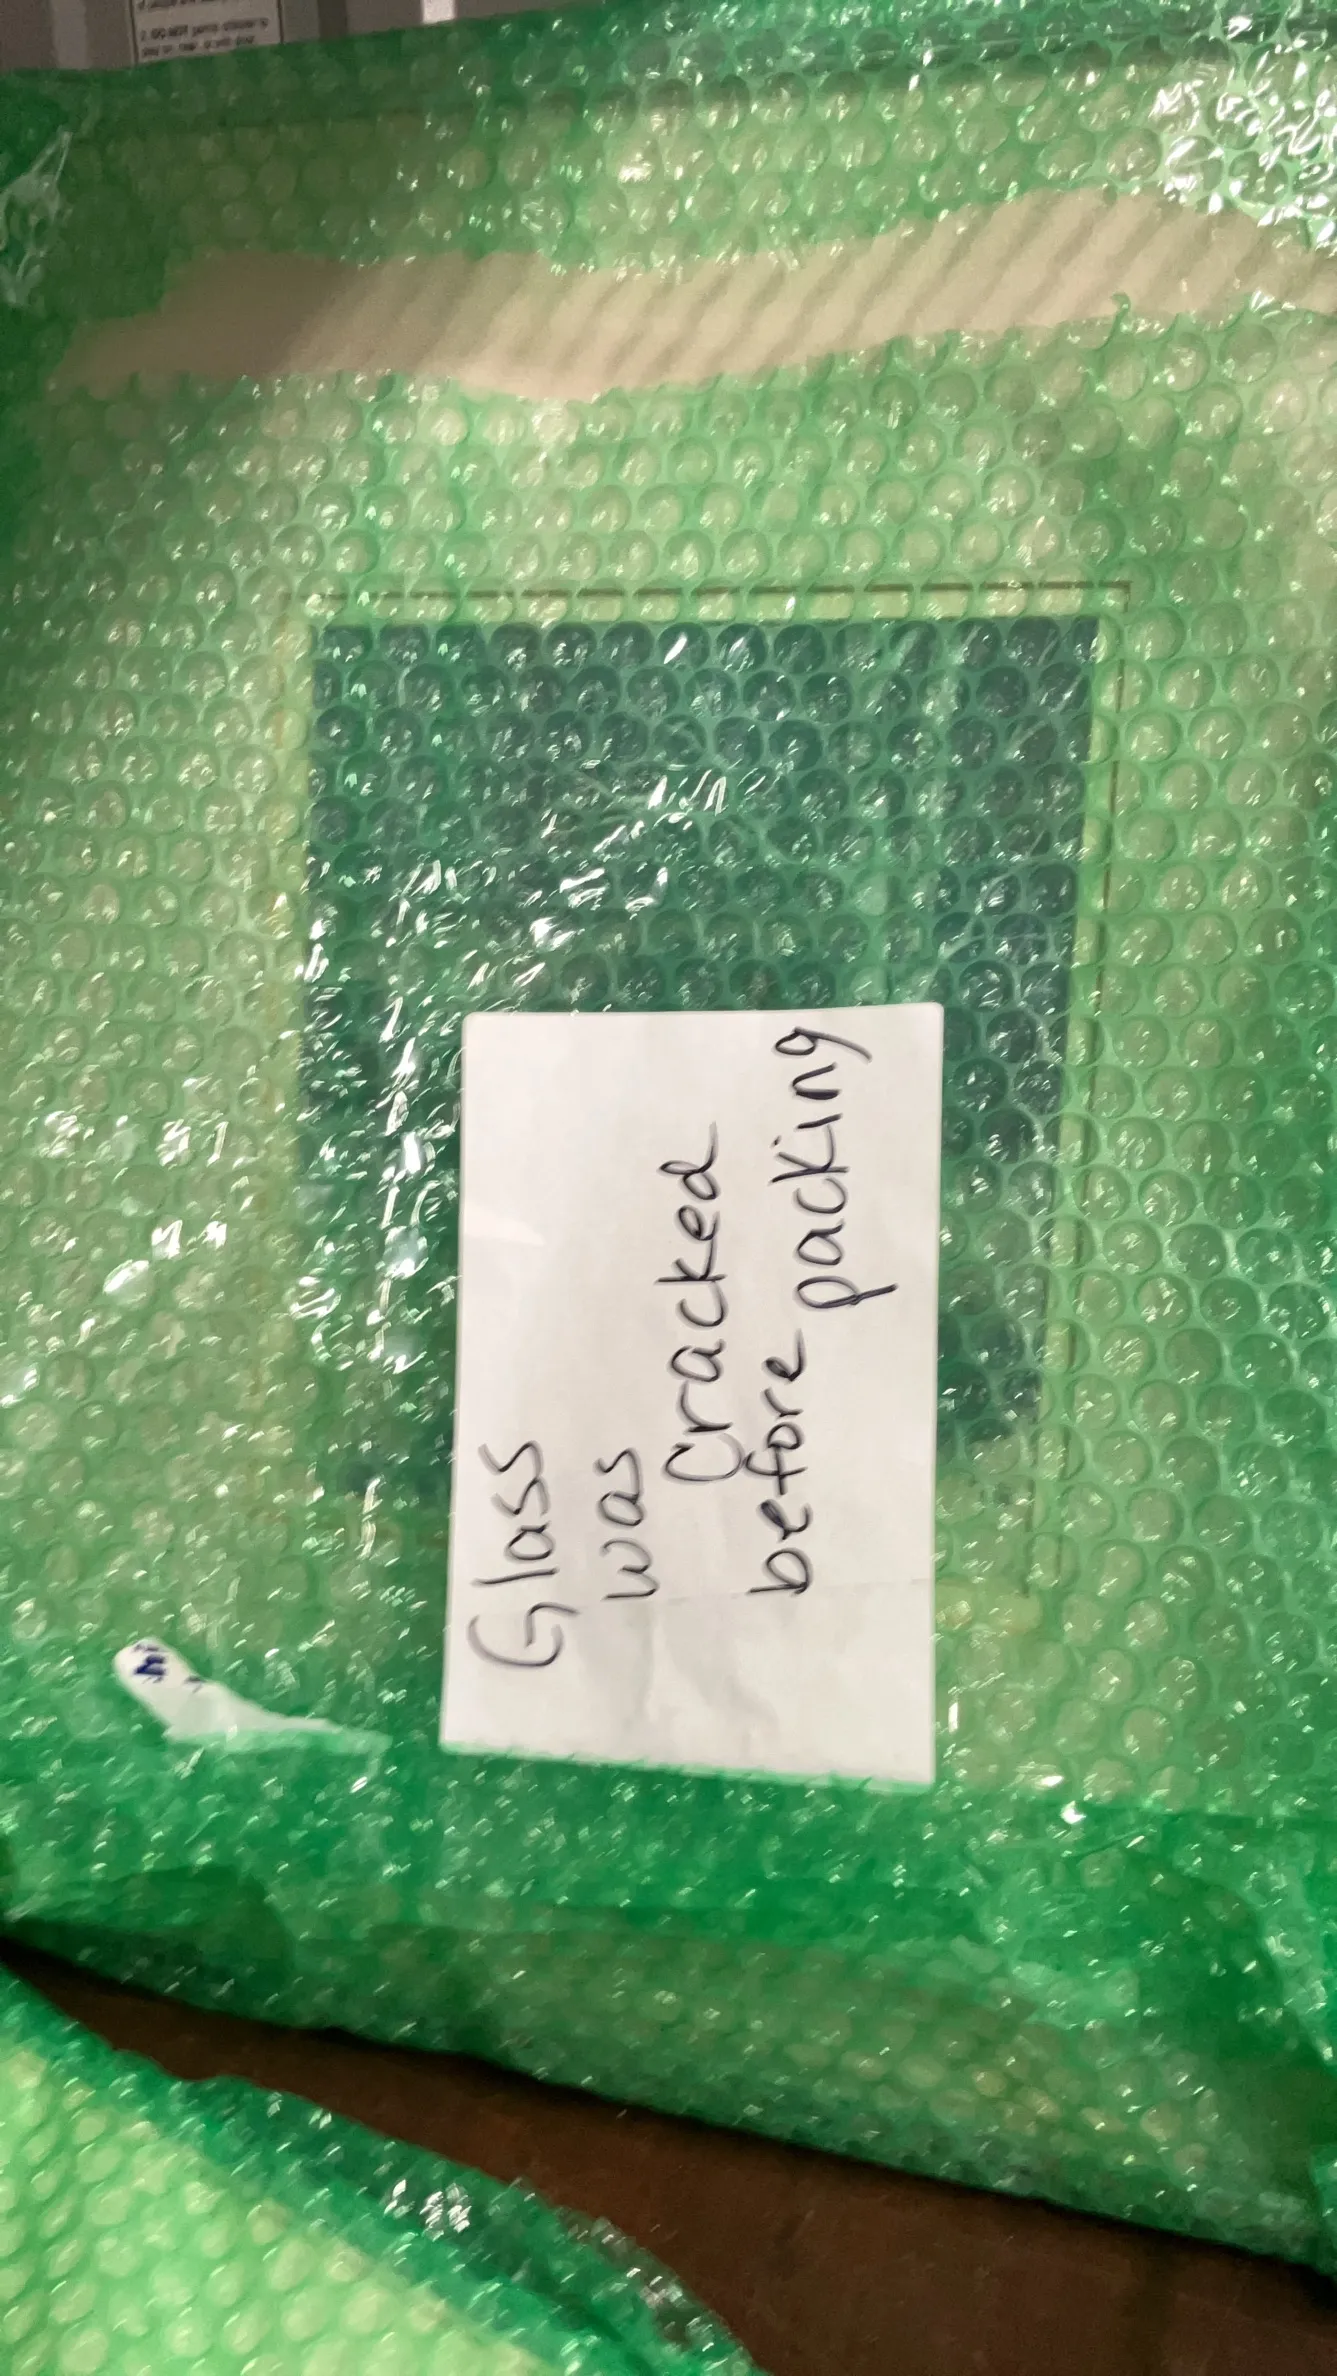 Glass
was
Cracked
before packing